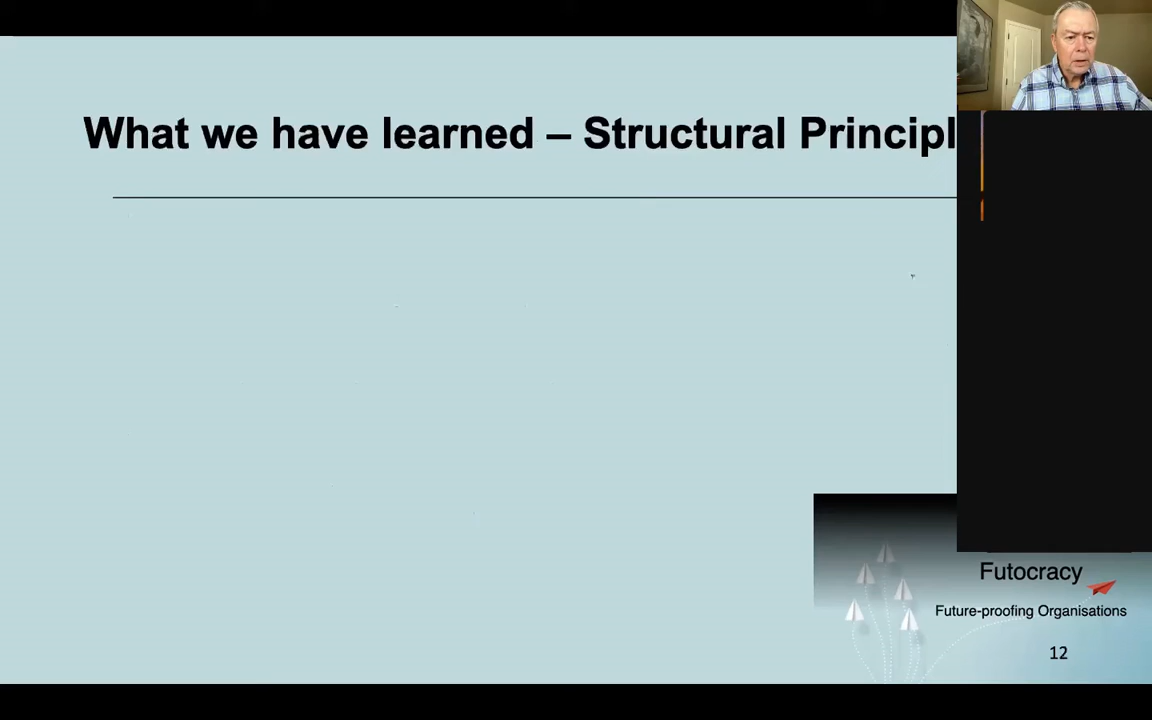 What we have learned – Structural Principl
Futocracy
Future-proofing Organisations
12